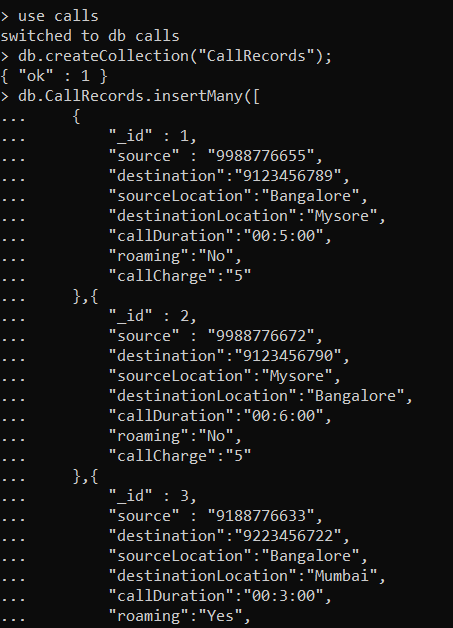 > use calls
switched to db calls
> db.createCollection("CallRecords");
{ "ok" : 1 }
> db.CallRecords.insertMany([
...     {
...         "_id" : 1,
...         "source" : "9988776655",
...         "destination":"9123456789",
...         "sourceLocation":"Bangalore",
...         "destinationLocation":"Mysore",
...         "callDuration":"00:5:00",
...         "roaming":"No",
...         "callCharge":"5"
...     },{
...         "_id" : 2,
...         "source" : "9988776672",
...         "destination":"9123456790",
...         "sourceLocation":"Mysore",
...         "destinationLocation":"Bangalore",
...         "callDuration":"00:6:00",
...         "roaming":"No",
...         "callCharge":"5"
...     },{
...         "_id" : 3,
...         "source" : "9188776633",
...         "destination":"9223456722",
...         "sourceLocation":"Bangalore",
...         "destinationLocation":"Mumbai",
...         "callDuration":"00:3:00",
...         "roaming":"Yes",